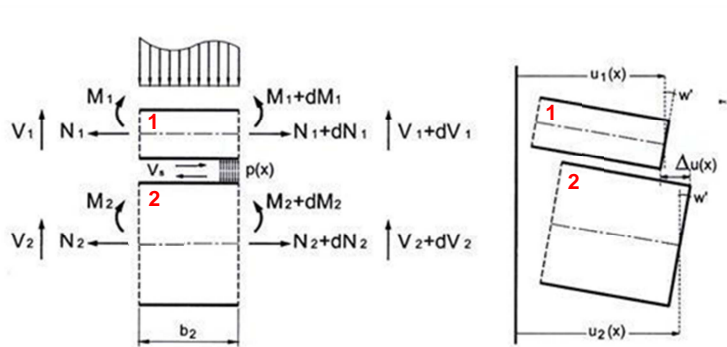 M₁ M₁+dM₁
V₁ N₁ 1 N₁+dN₁ V₁+dV₁
Vₛ p(x)
M₂ 2 M₂+dM₂
V₂ N₂ N₂+dN₂ V₂+dV₂
b₂
u₁(x)
w'
1
Δu(x)
2
w'
u₂(x)